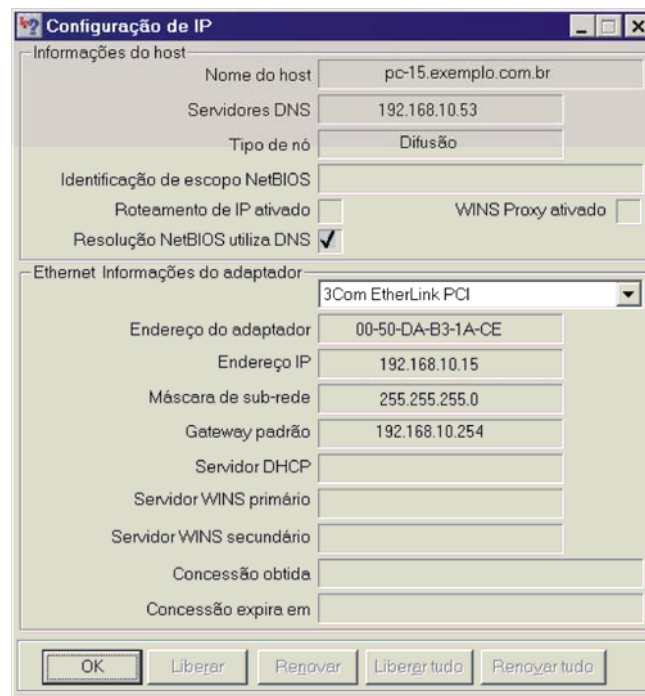 Configuração de IP
Informações do host
Nome do host pc-15.exemplo.com.br
Servidores DNS 192.168.10.53
Tipo de nó Difusão
Identificação de escopo NetBIOS
Roteamento de IP ativado WINS Proxy ativado
Resolução NetBIOS utiliza DNS
Ethernet Informações do adaptador
3Com EtherLink PCI
Endereço do adaptador 00-50-DA-B3-1A-CE
Endereço IP 192.168.10.15
Máscara de sub-rede 255.255.255.0
Gateway padrão 192.168.10.254
Servidor DHCP
Servidor WINS primário
Servidor WINS secundário
Concessão obtida
Concessão expira em
OK Liberar Renovar Liberar tudo Renovar tudo